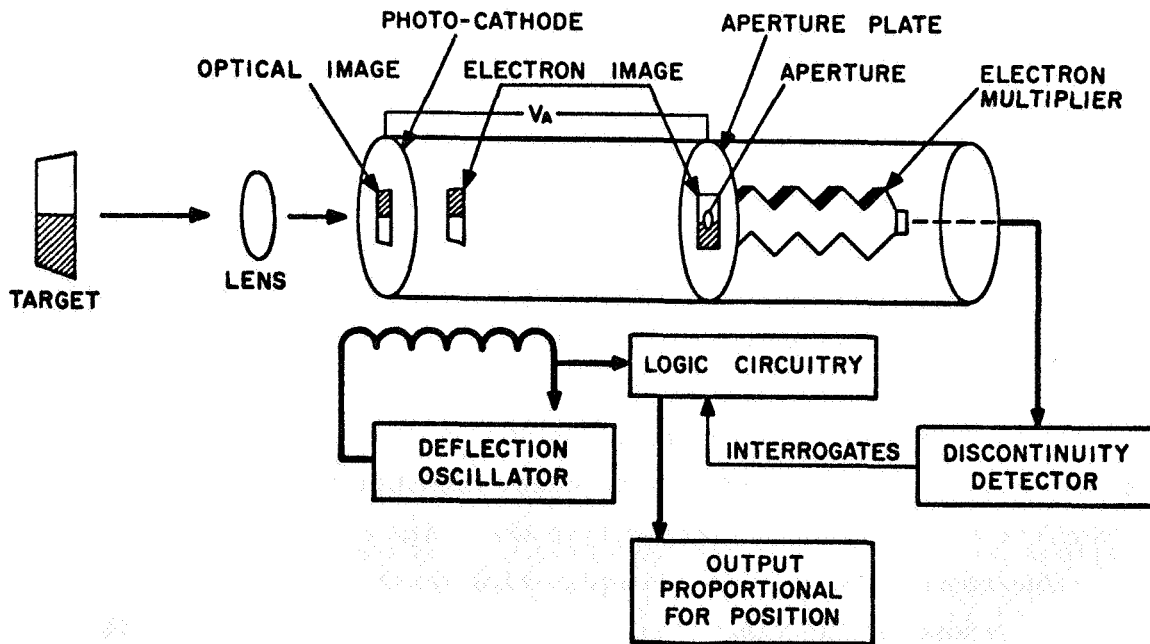 PHOTO-CATHODE
APERTURE PLATE
OPTICAL IMAGE
ELECTRON IMAGE
APERTURE
ELECTRON
MULTIPLIER
VA
TARGET
LENS
LOGIC CIRCUITRY
DEFLECTION
OSCILLATOR
INTERROGATES
DISCONTINUITY
DETECTOR
OUTPUT
PROPORTIONAL
FOR POSITION